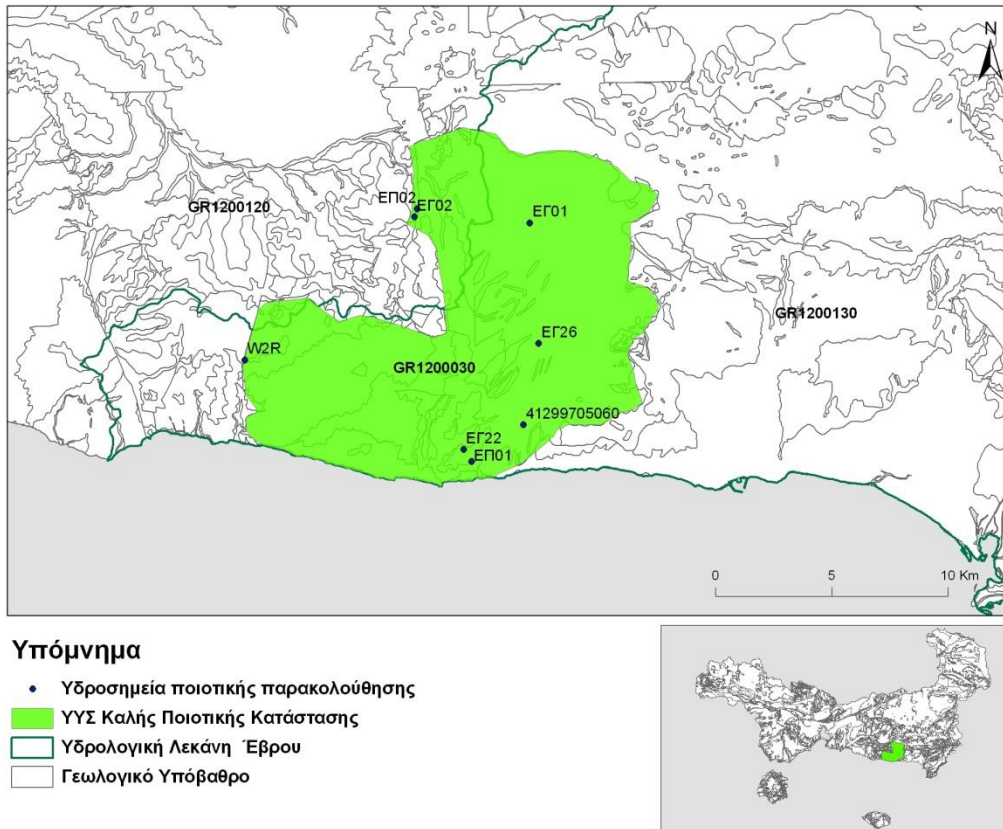 N
ΕΠ02
ΕΓ02
GR1200120
ΕΓ01
GR1200130
ΕΓ26
W2R
GR1200030
41299705060
ΕΓ22
ΕΠ01
0 5 10 Km
Υπόμνημα
Υδροσημεία ποιοτικής παρακολούθησης
ΥΥΣ Καλής Ποιοτικής Κατάστασης
Υδρολογική Λεκάνη Έβρου
Γεωλογικό Υπόβαθρο